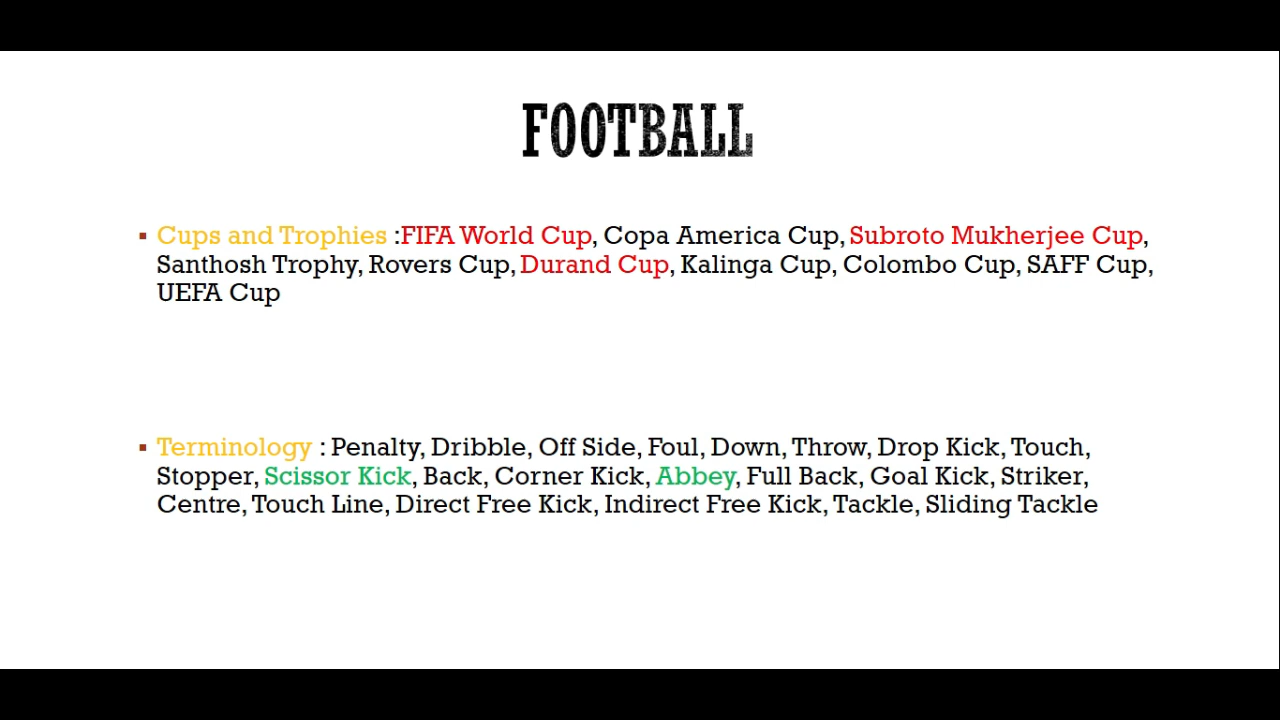 FOOTBALL
▪ Cups and Trophies :FIFA World Cup, Copa America Cup, Subroto Mukherjee Cup,
Santhosh Trophy, Rovers Cup, Durand Cup, Kalinga Cup, Colombo Cup, SAFF Cup,
UEFA Cup
▪ Terminology : Penalty, Dribble, Off Side, Foul, Down, Throw, Drop Kick, Touch,
Stopper, Scissor Kick, Back, Corner Kick, Abbey, Full Back, Goal Kick, Striker,
Centre, Touch Line, Direct Free Kick, Indirect Free Kick, Tackle, Sliding Tackle